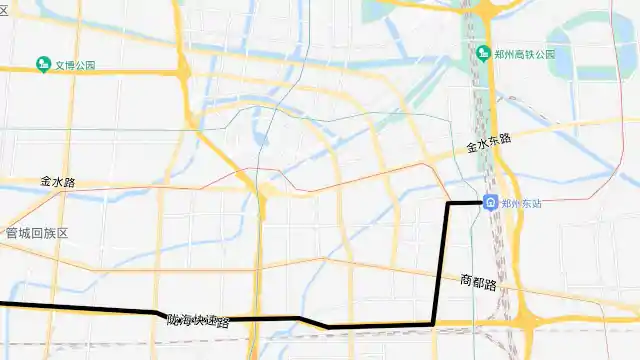 区
文博公园
郑州高铁公园
金水东路
金水路
郑州东站
管城回族区
商都路
陇海快速路